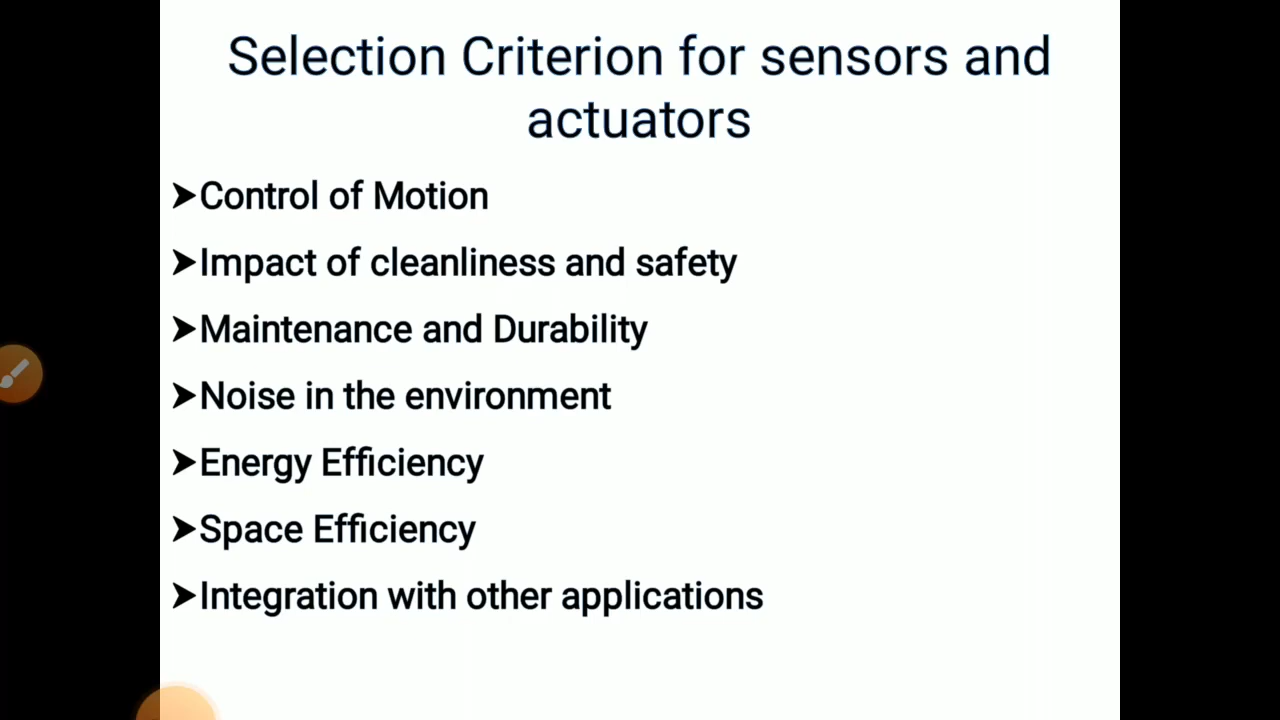 Selection Criterion for sensors and
actuators
➤Control of Motion
➤Impact of cleanliness and safety
➤Maintenance and Durability
➤Noise in the environment
➤Energy Efficiency
➤Space Efficiency
➤Integration with other applications